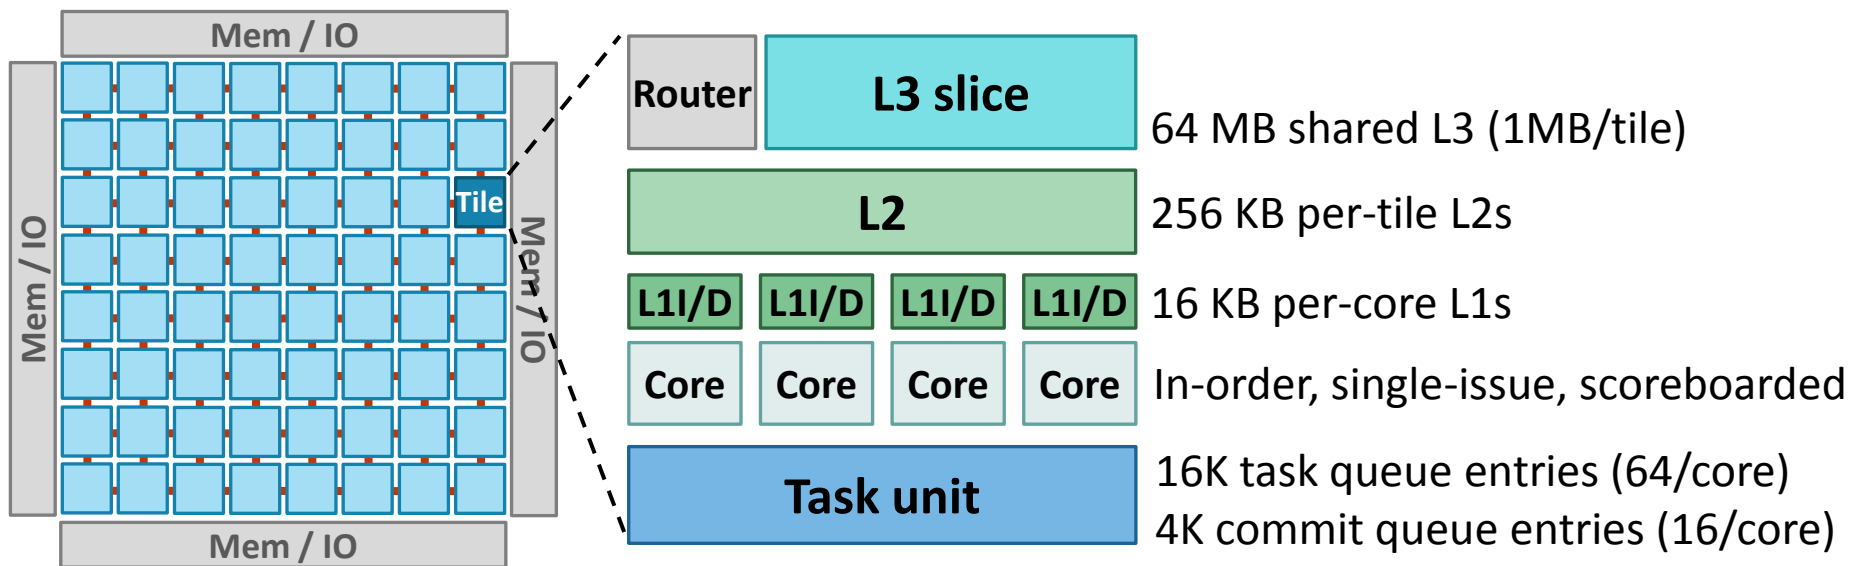 Mem / IO
Mem / IO
Tile
Mem / IO
Mem / IO
Router
L3 slice
64 MB shared L3 (1MB/tile)
L2
256 KB per-tile L2s
L1I/D L1I/D L1I/D L1I/D
16 KB per-core L1s
Core Core Core Core
In-order, single-issue, scoreboarded
Task unit
16K task queue entries (64/core)
4K commit queue entries (16/core)